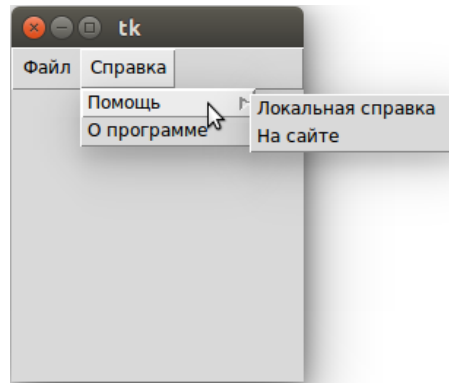 tk
Файл Справка
Помощь
О программе
Локальная справка
На сайте